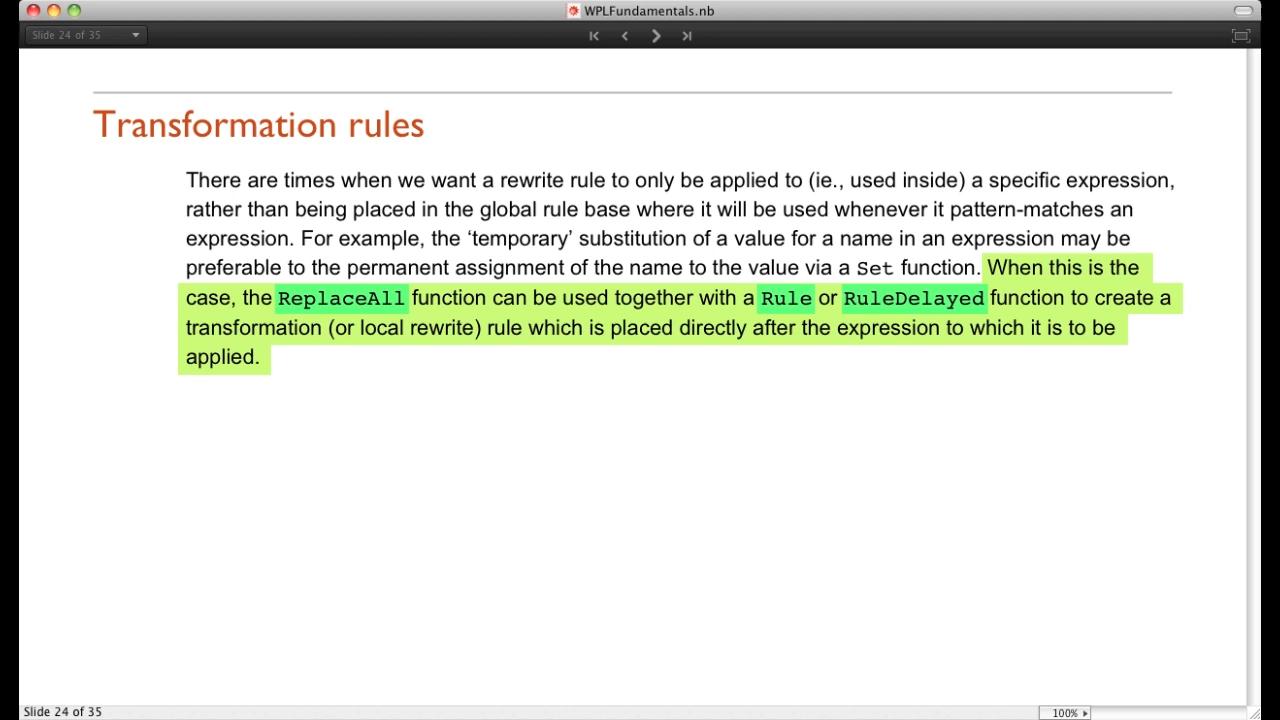 WPLFundamentals.nb
Slide 24 of 35
Transformation rules
There are times when we want a rewrite rule to only be applied to (ie., used inside) a specific expression,
rather than being placed in the global rule base where it will be used whenever it pattern-matches an
expression. For example, the ‘temporary’ substitution of a value for a name in an expression may be
preferable to the permanent assignment of the name to the value via a Set function. When this is the
case, the ReplaceAll function can be used together with a Rule or RuleDelayed function to create a
transformation (or local rewrite) rule which is placed directly after the expression to which it is to be
applied.
Slide 24 of 35
100%